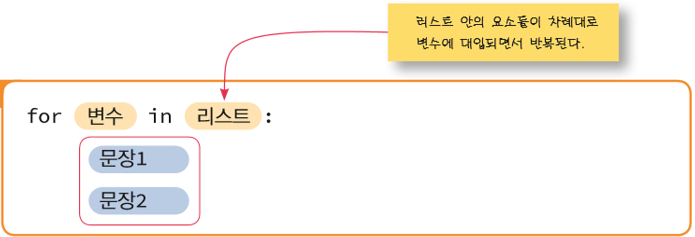 리스트 안의 요소들이 차례대로
변수에 대입되면서 반복된다.
for 변수 in 리스트 :
문장1
문장2